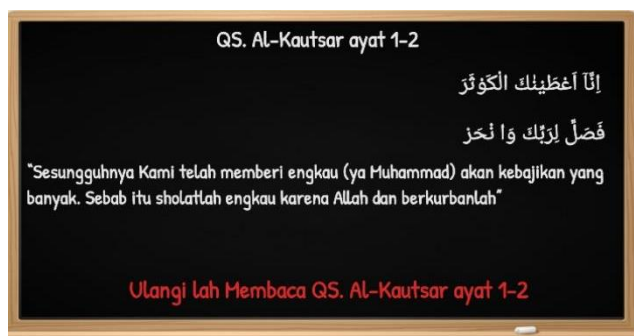 QS. Al-Kautsar ayat 1-2
اِنَّآ اَعْطَيْنٰكَ الْكَوْثَرَ
فَصَلِّ لِرَبِّكَ وَا نْحَرْ
"Sesungguhnya Kami telah memberi engkau (ya Muhammad) akan kebajikan yang
banyak. Sebab itu sholatlah engkau karena Allah dan berkurbanlah"
Ulangi lah Membaca QS. Al-Kautsar ayat 1-2